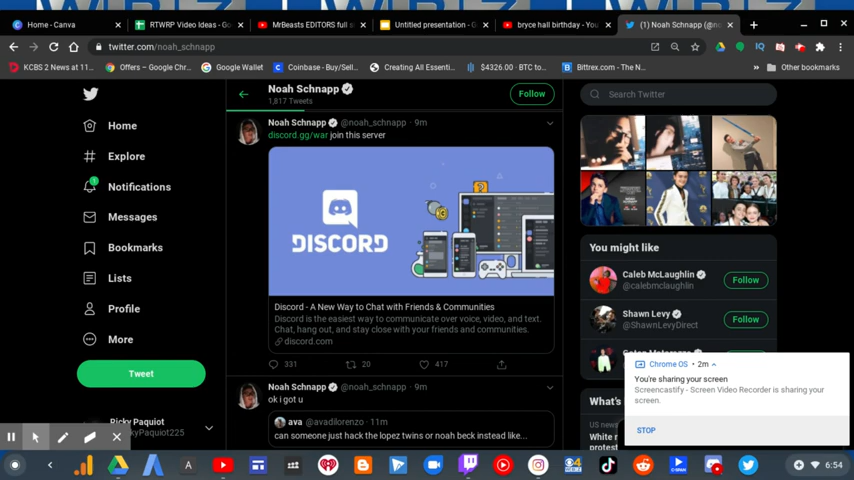 Home - Canva
RTWRP Video Ideas - Go
MrBeasts EDITORS full s
Untitled presentation - G
bryce hall birthday - You
(1) Noah Schnapp (@no
twitter.com/noah_schnapp
KCBS 2 News at 11...
Offers – Google Chr...
Google Wallet
Coinbase - Buy/Sell...
Creating All Essenti...
$4326.00 - BTC to...
Bittrex.com - The N...
»
Other bookmarks
Noah Schnapp
1,817 Tweets
Follow
Search Twitter
Home
Explore
1
Notifications
Messages
Bookmarks
Lists
Profile
More
Tweet
Ricky Paquiot
kyPaquiot225
Noah Schnapp @noah_schnapp · 9m
discord.gg/war join this server
DISCORD
Discord - A New Way to Chat with Friends & Communities
Discord is the easiest way to communicate over voice, video, and text.
Chat, hang out, and stay close with your friends and communities.
discord.com
331
20
417
Noah Schnapp @noah_schnapp · 9m
ok i got u
ava @avadilorenzo · 11m
can someone just hack the lopez twins or noah beck instead like...
You might like
Caleb McLaughlin
@calebmclaughlin
Follow
Shawn Levy
@ShawnLevyDirect
Follow
What's
US news
White
protest
Chrome OS · 2m
You're sharing your screen
Screencastify - Screen Video Recorder is sharing your
screen.
STOP
6:54